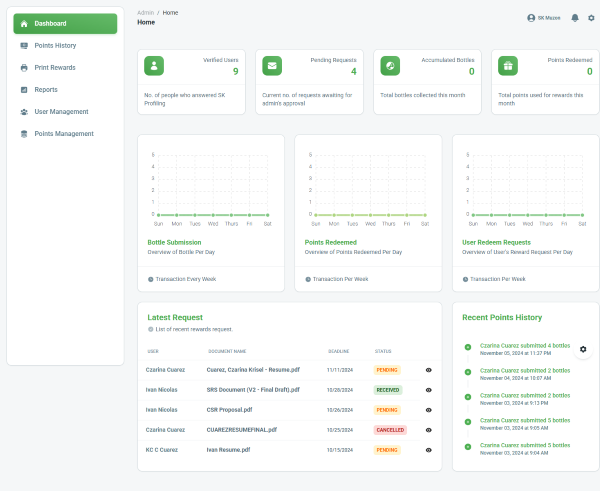 Dashboard
Points History
Print Rewards
Reports
User Management
Points Management
Admin / Home
Home
SK Muzon
Verified Users
9
No. of people who answered SK
Profiling
Pending Requests
4
Current no. of requests awaiting for
admin's approval
Accumulated Bottles
0
Total bottles collected this month
Points Redeemed
0
Total points used for rewards this
month
5
4
3
2
1
0
Sun Mon Tues Wed Thurs Fri Sat
Bottle Submission
Overview of Bottle Per Day
Transaction Every Week
5
4
3
2
1
0
Sun Mon Tues Wed Thurs Fri Sat
Points Redeemed
Overview of Points Redeemed Per Day
Transaction Per Week
5
4
3
2
1
0
Sun Mon Tues Wed Thurs Fri Sat
User Redeem Requests
Overview of User's Reward Request Per Day
Transaction Per Week
Latest Request
List of recent rewards request.
USER DOCUMENT NAME DEADLINE STATUS
Czarina Cuarez Cuarez, Czarina Krisel - Resume.pdf 11/11/2024 PENDING
Ivan Nicolas SRS Document (V2 - Final Draft).pdf 10/28/2024 RECEIVED
Ivan Nicolas CSR Proposal.pdf 10/26/2024 PENDING
Czarina Cuarez CUAREZRESUMEFINAL.pdf 10/25/2024 CANCELLED
KC C Cuarez Ivan Resume.pdf 10/15/2024 PENDING
Recent Points History
Czarina Cuarez submitted 4 bottles
November 05, 2024 at 11:27 PM
Czarina Cuarez submitted 2 bottles
November 04, 2024 at 10:07 AM
Czarina Cuarez submitted 2 bottles
November 03, 2024 at 9:13 PM
Czarina Cuarez submitted 5 bottles
November 03, 2024 at 9:05 AM
Czarina Cuarez submitted 5 bottles
November 03, 2024 at 9:04 AM